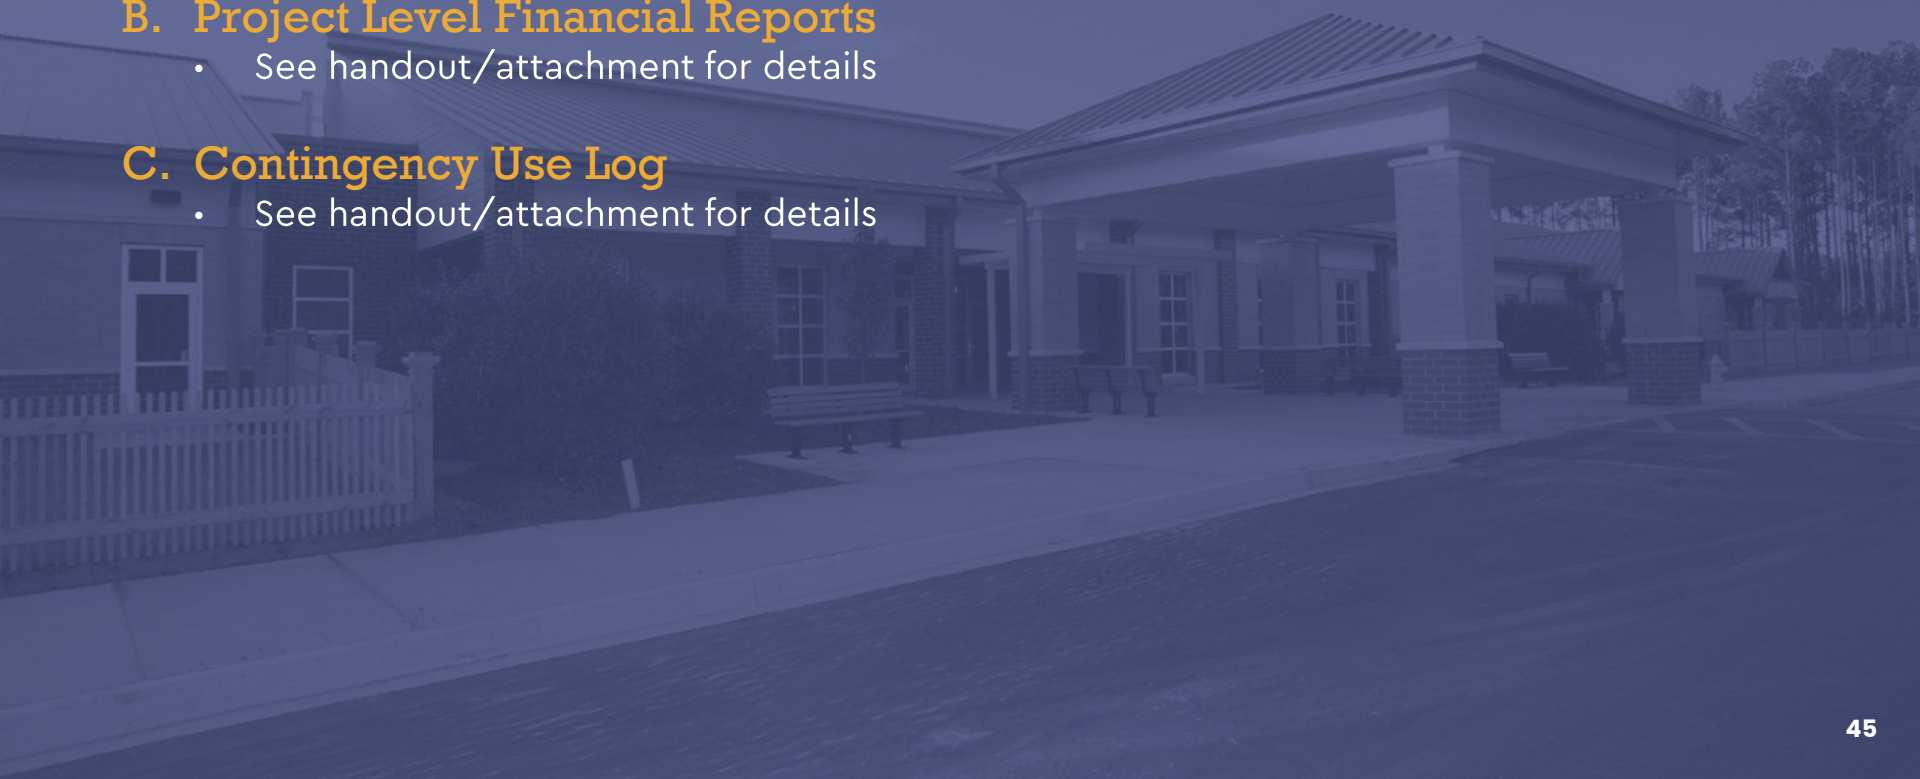 B. Project Level Financial Reports
• See handout/attachment for details
C. Contingency Use Log
• See handout/attachment for details
45